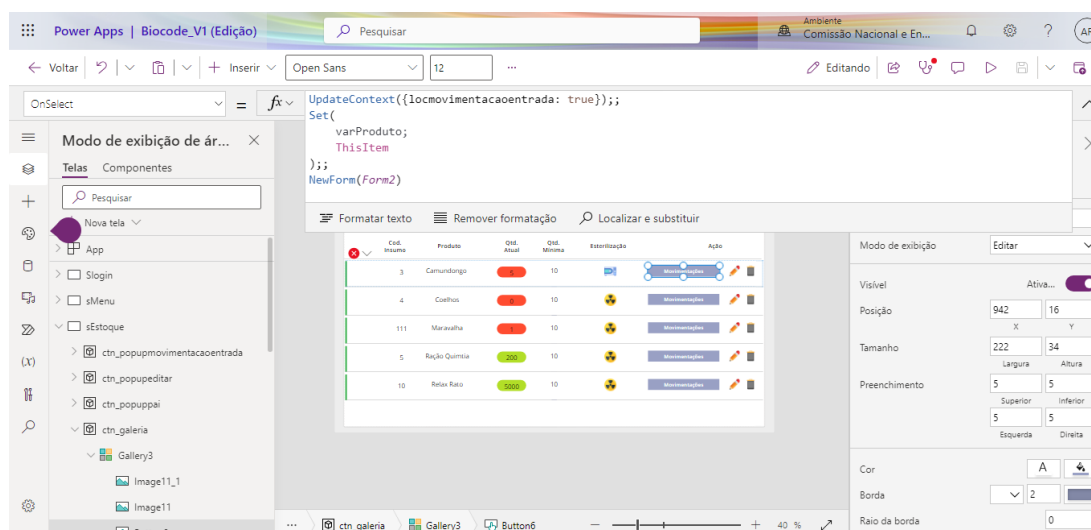 Power Apps | Biocode_V1 (Edição)
Pesquisar
Ambiente
Comissão Nacional e En...
?
AF
Voltar
Inserir
Open Sans
12
...
Editando
OnSelect
=
fx
UpdateContext({locmovimentacaoentrada: true});;
Set(
varProduto;
ThisItem
);;
NewForm(Form2)
Formatar texto
Remover formatação
Localizar e substituir
Modo de exibição de ár...
Telas
Componentes
Pesquisar
Nova tela
App
Slogin
sMenu
sEstoque
ctn_popupmovimentacaoentrada
ctn_popupeditar
ctn_popuppai
ctn_galeria
Gallery3
Image11_1
Image11
(x)
Cod. Insumo
Produto
Qtd. Atual
Qtd. Mínima
Esterilização
Ação
3 Camundongo 5 10 Movimentações
4 Coelhos 0 10 Movimentações
111 Maravalha 1 10 Movimentações
5 Ração Quimtia 200 10 Movimentações
10 Relax Rato 5000 10 Movimentações
Modo de exibição
Editar
Visível
Ativa...
Posição
942
16
X
Y
Tamanho
222
34
Largura
Altura
Preenchimento
5
5
Superior
Inferior
5
5
Esquerda
Direita
Cor
A
Borda
2
Raio da borda
0
...
ctn_galeria
Gallery3
Button6
40 %